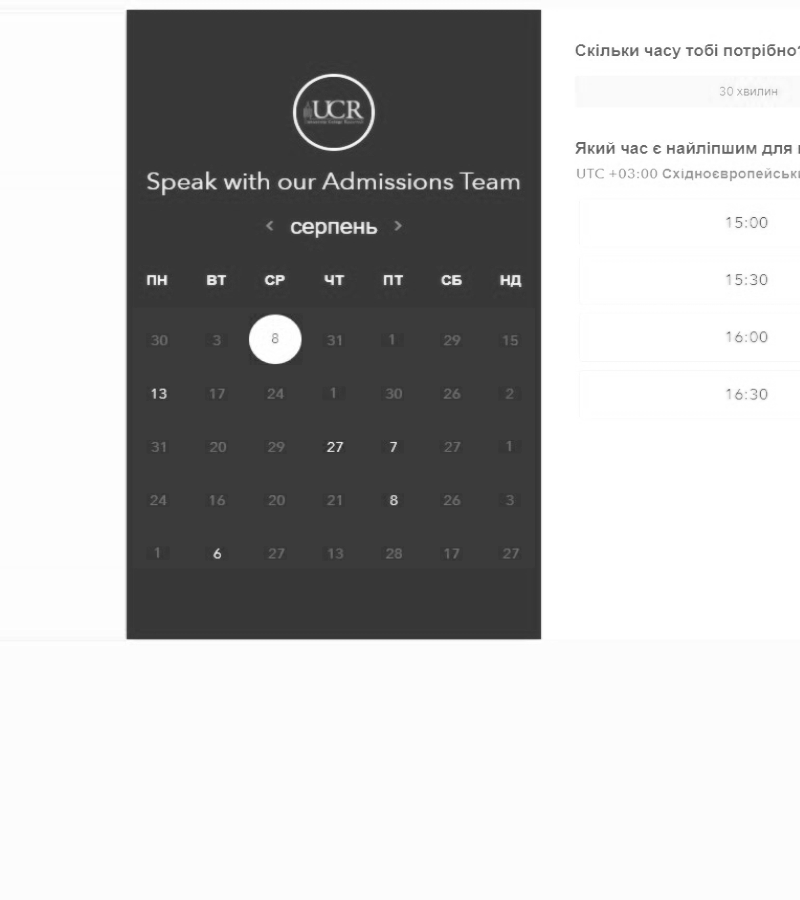 UCR
Speak with our Admissions Team
< серпень >
ПН ВТ СР ЧТ ПТ СБ НД
30 3 8 31 1 29 15
13 17 24 1 30 26 2
31 20 29 27 7 27 1
24 16 20 21 8 26 3
1 6 27 13 28 17 27
Скільки часу тобі потрібно?
30 хвилин
Який час є найліпшим для
UTC +03:00
15:00
15:30
16:00
16:30